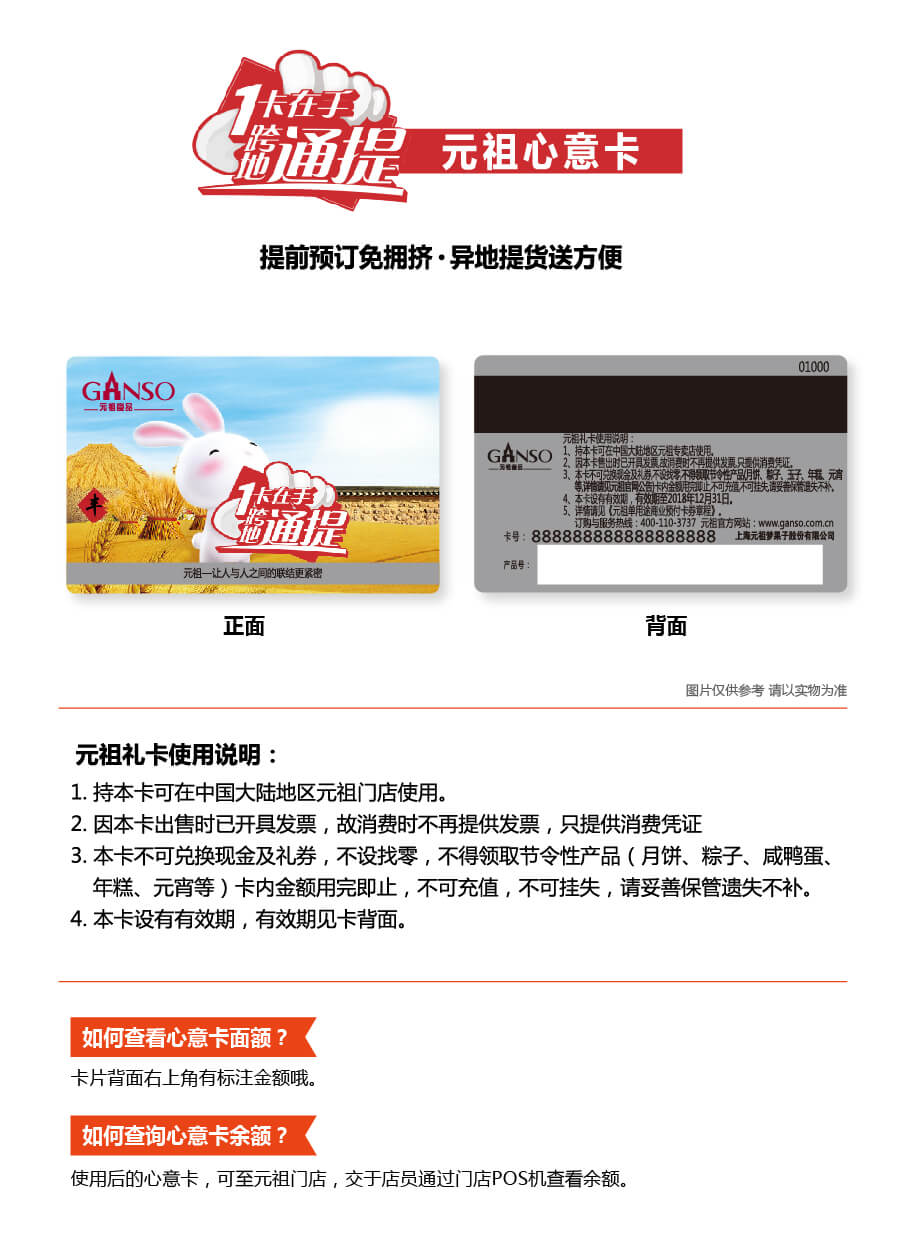 1卡在手
跨地通提
元祖心意卡
提前预订免拥挤·异地提货送方便
GANSO
元祖食品
丰
1卡在手
跨地通提
元祖—让人与人之间的联结更紧密
正面
01000
GANSO
元祖食品
元祖礼卡使用说明：
1、持本卡可在中国大陆地区元祖专卖店使用。
2、因本卡售出时已开具发票,故消费时不再提供发票,只提供消费凭证。
3、本卡不可兑换现金及礼券,不设找零,不得领取节令性产品(月饼、粽子、玉子、年糕、元宵
等,详情请见元祖官网公告)卡内金额用完即止,不可充值,不可挂失,请妥善保管遗失不补。
4、本卡设有有效期，有效期至2018年12月31日。
5、详情请见《元祖单用途商业预付卡券章程》。
订购与服务热线：400-110-3737 元祖官方网站：www.ganso.com.cn
卡号：8888888888888888888
上海元祖梦果子股份有限公司
产品号：
背面
图片仅供参考 请以实物为准
元祖礼卡使用说明：
1. 持本卡可在中国大陆地区元祖门店使用。
2. 因本卡出售时已开具发票，故消费时不再提供发票，只提供消费凭证
3. 本卡不可兑换现金及礼券，不设找零，不得领取节令性产品（月饼、粽子、咸鸭蛋、
年糕、元宵等）卡内金额用完即止，不可充值，不可挂失，请妥善保管遗失不补。
4. 本卡设有有效期，有效期见卡背面。
如何查看心意卡面额？
卡片背面右上角有标注金额哦。
如何查询心意卡余额？
使用后的心意卡，可至元祖门店，交于店员通过门店POS机查看余额。